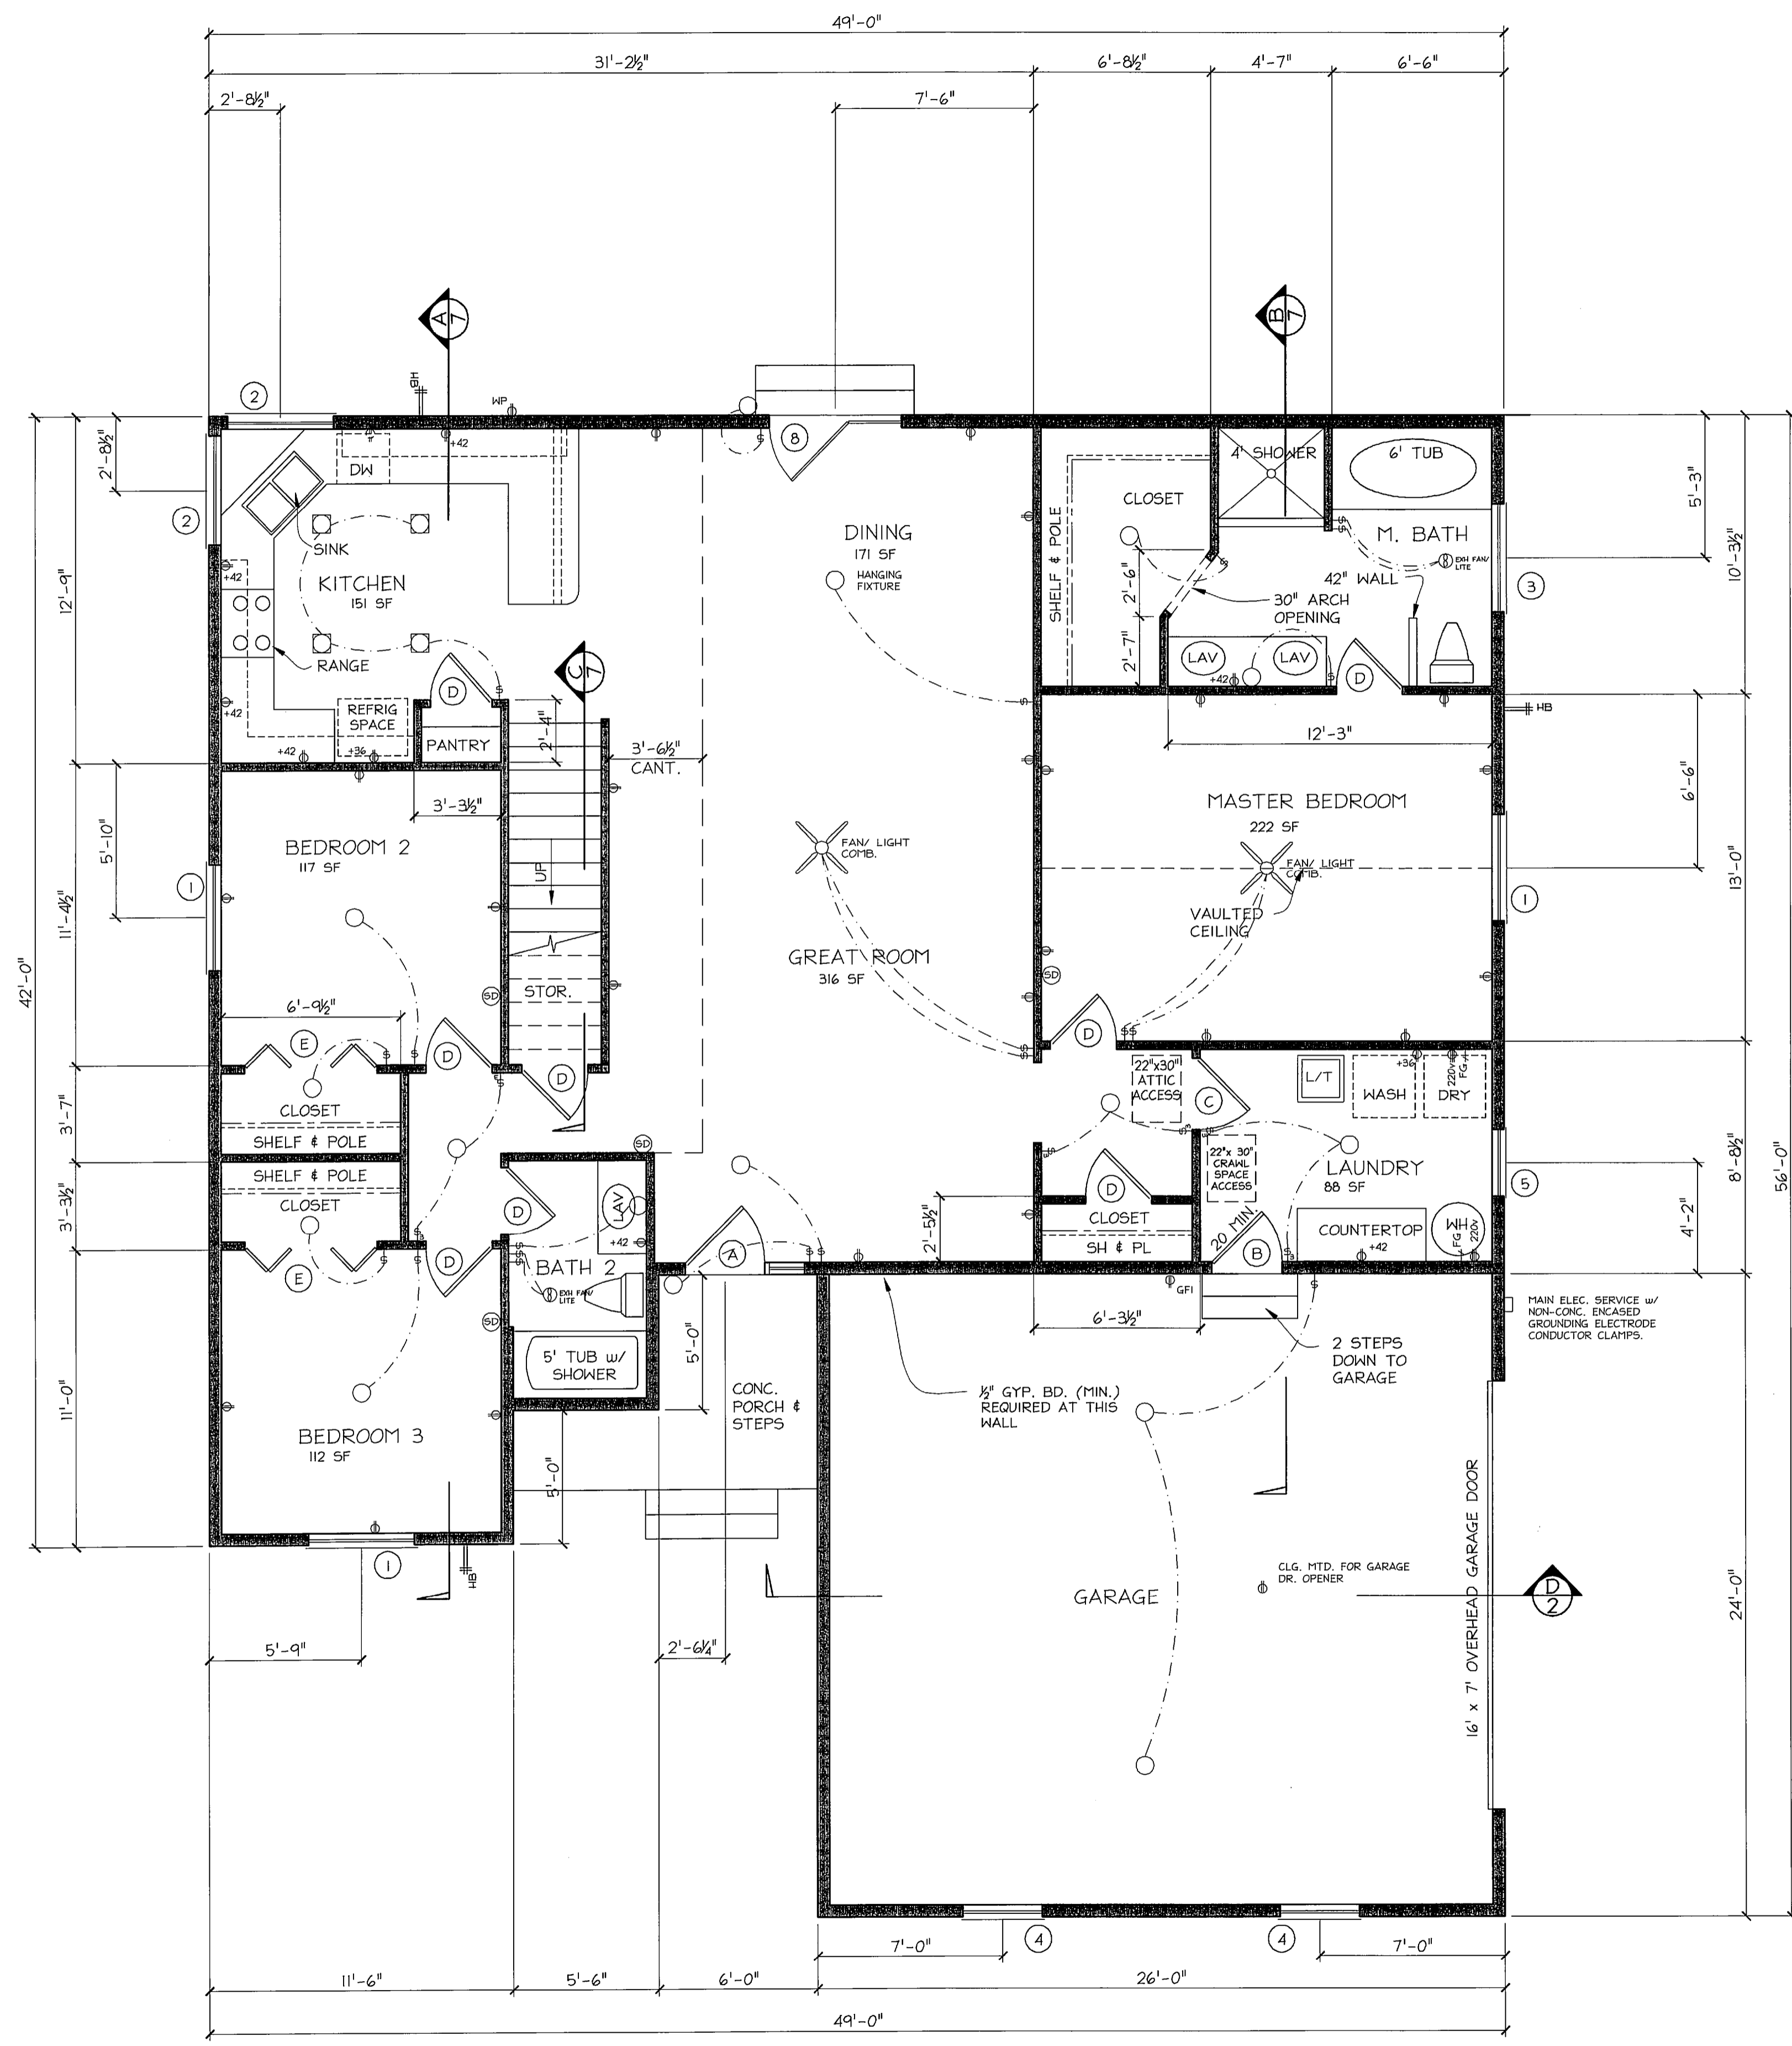 49'-0"
31'-2½"
6'-8½"
4'-7"
6'-6"
2'-8½"
7'-6"
A
7
B
7
2
HB
WP
2'-8½"
2
+42
DW
SINK
KITCHEN
151 SF
+42
RANGE
+42
REFRIG
SPACE
+42
+36
D
PANTRY
2'-4"
C
7
3'-6½"
CANT.
8
DINING
171 SF
HANGING
FIXTURE
SHELF & POLE
CLOSET
4' SHOWER
6' TUB
M. BATH
EXH FAN/
LITE
42" WALL
2'-6"
30" ARCH
OPENING
2'-7"
LAV
LAV
+42
D
3
5'-3"
10'-3½"
HB
12'-3"
12'-9"
3'-3½"
5'-10"
BEDROOM 2
117 SF
1
11'-4½"
UP
FAN/ LIGHT
COMB.
MASTER BEDROOM
222 SF
FAN/ LIGHT
COMB.
VAULTED
CEILING
1
6'-6"
13'-0"
GREAT ROOM
316 SF
SD
42'-0"
SD
STOR.
6'-9½"
E
D
D
D
22"x30"
ATTIC
ACCESS
C
L/T
+36
220v
FG
WASH
DRY
3'-7"
CLOSET
SHELF & POLE
SHELF & POLE
CLOSET
3'-3½"
E
D
D
LAV
+42
SD
22"x 30"
CRAWL
SPACE
ACCESS
LAUNDRY
88 SF
5
8'-8½"
56'-0"
4'-2"
D
CLOSET
SH & PL
2'-5½"
20 MIN.
B
COUNTERTOP
+42
WH
FG
220v
A
BATH 2
EXH FAN/
LITE
SD
GFI
MAIN ELEC. SERVICE w/
NON-CONC. ENCASED
GROUNDING ELECTRODE
CONDUCTOR CLAMPS.
6'-3½"
2 STEPS
DOWN TO
GARAGE
5' TUB w/
SHOWER
5'-0"
CONC.
PORCH &
STEPS
½" GYP. BD. (MIN.)
REQUIRED AT THIS
WALL
11'-0"
BEDROOM 3
112 SF
5'-0"
16' x 7' OVERHEAD GARAGE DOOR
1
HB
CLG. MTD. FOR GARAGE
DR. OPENER
GARAGE
D
2
24'-0"
5'-9"
2'-6¼"
7'-0"
4
4
7'-0"
11'-6"
5'-6"
6'-0"
26'-0"
49'-0"